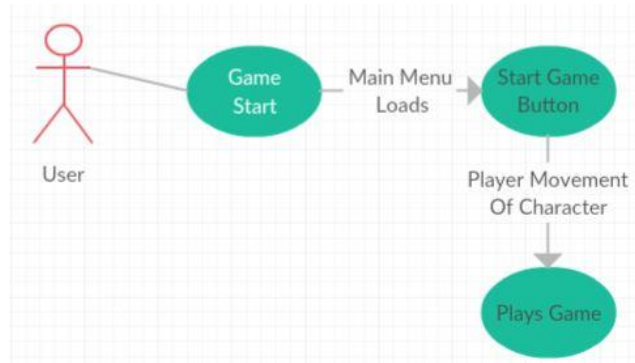 Game
Start
Main Menu
Loads
Start Game
Button
User
Player Movement
Of Character
Plays Game